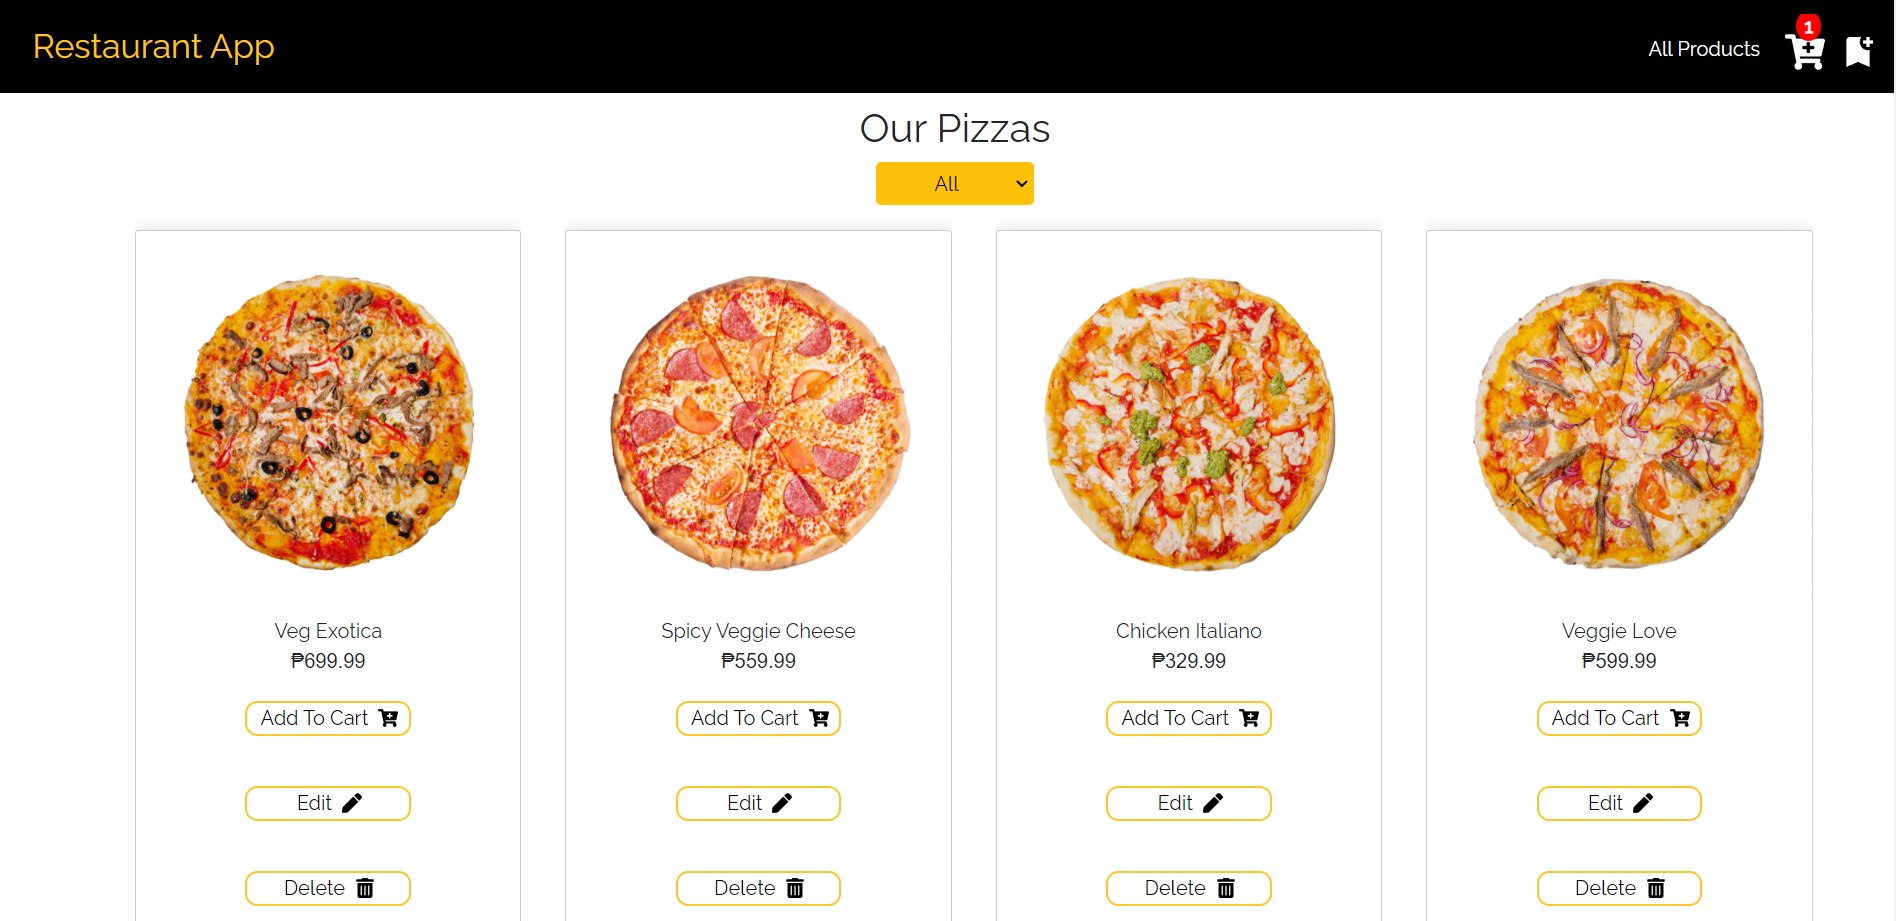 Restaurant App
All Products
1
Our Pizzas
All
Veg Exotica
₱699.99
Add To Cart
Edit
Delete
Spicy Veggie Cheese
₱559.99
Add To Cart
Edit
Delete
Chicken Italiano
₱329.99
Add To Cart
Edit
Delete
Veggie Love
₱599.99
Add To Cart
Edit
Delete